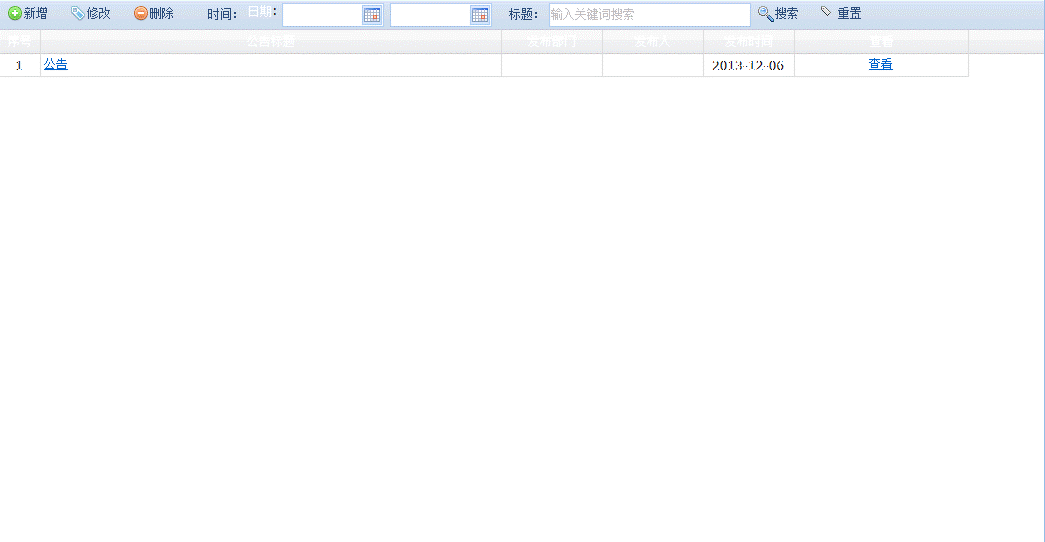 新增 修改 删除 时间: 日期: 标题: 输入关键词搜索 搜索 重置
序号 公告标题 发布部门 发布人 发布时间 查看
1 公告 2013-12-06 查看